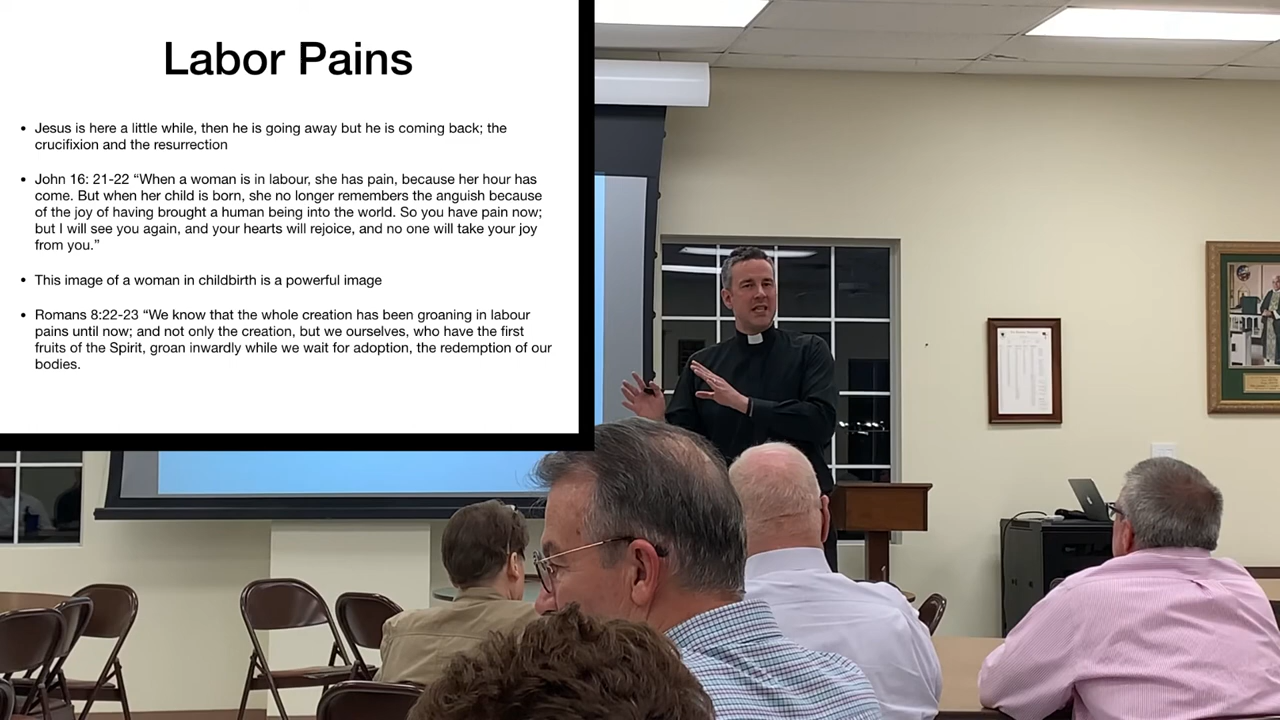 Labor Pains
• Jesus is here a little while, then he is going away but he is coming back; the
crucifixion and the resurrection
• John 16: 21-22 “When a woman is in labour, she has pain, because her hour has
come. But when her child is born, she no longer remembers the anguish because
of the joy of having brought a human being into the world. So you have pain now;
but I will see you again, and your hearts will rejoice, and no one will take your joy
from you.”
• This image of a woman in childbirth is a powerful image
• Romans 8:22-23 “We know that the whole creation has been groaning in labour
pains until now; and not only the creation, but we ourselves, who have the first
fruits of the Spirit, groan inwardly while we wait for adoption, the redemption of our
bodies.